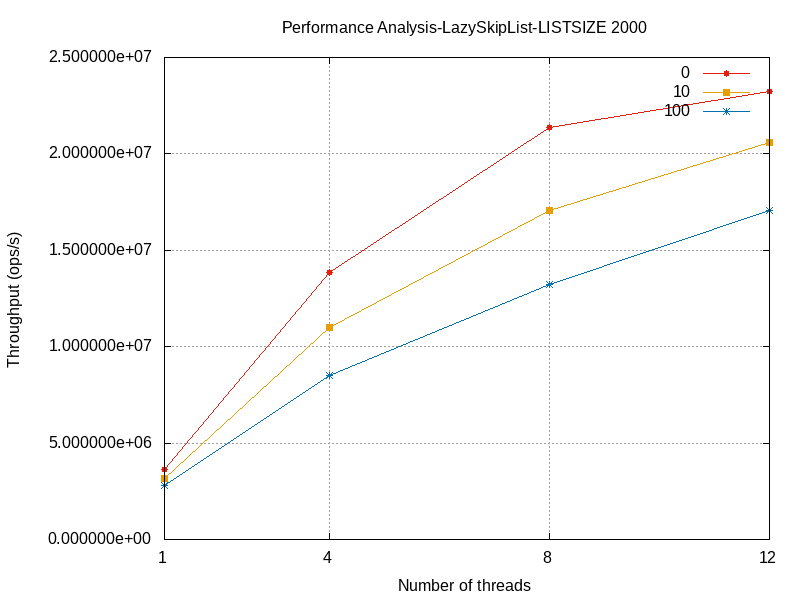 Performance Analysis-LazySkipList-LISTSIZE 2000
2.500000e+07
0
10
100
2.000000e+07
1.500000e+07
1.000000e+07
5.000000e+06
0.000000e+00
Throughput (ops/s)
1
4
8
12
Number of threads